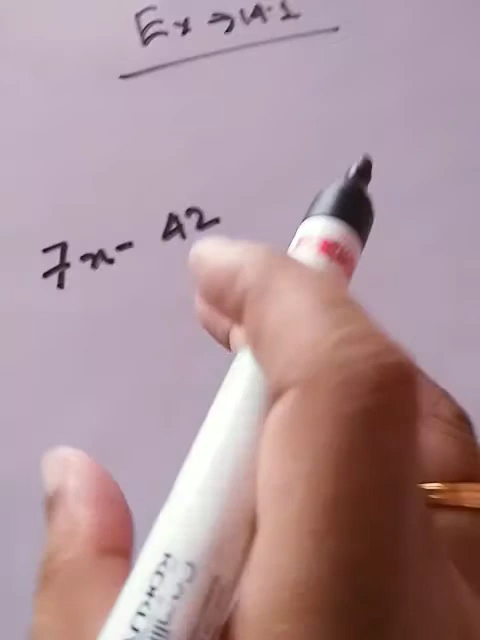 Ex → 14.1
7x - 42